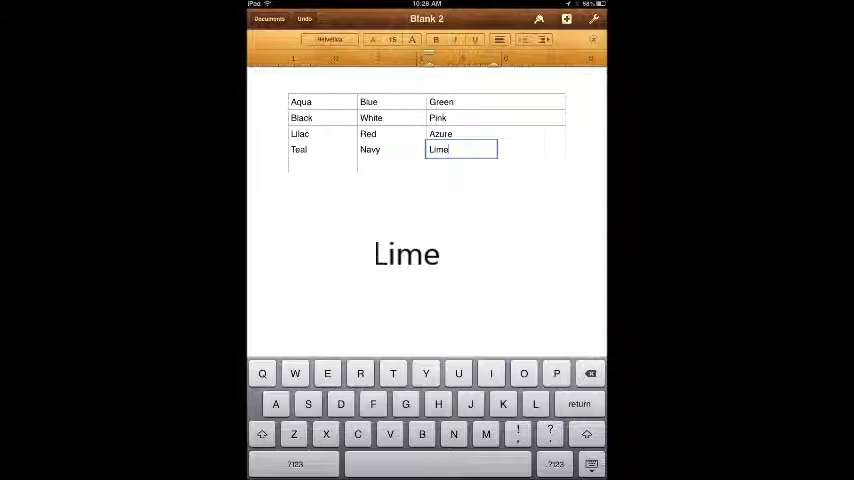 iPad 10:28 AM 58%
Documents Undo Blank 2
Helvetica A 15 A B I U
Aqua Blue Green
Black White Pink
Lilac Red Azure
Teal Navy Lime
Lime
Q W E R T Y U I O P
A S D F G H J K L return
Z X C V B N M ! , ? .
.?123 .?123